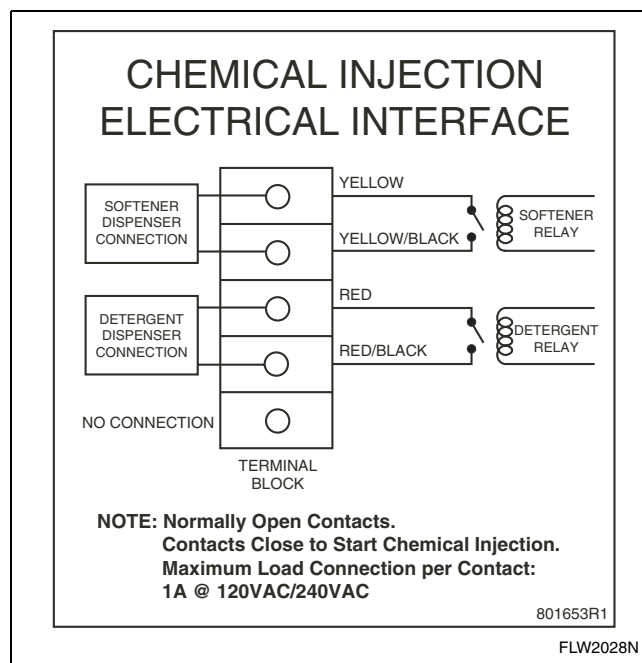 CHEMICAL INJECTION
ELECTRICAL INTERFACE
SOFTENER
DISPENSER
CONNECTION
YELLOW
YELLOW/BLACK
SOFTENER
RELAY
DETERGENT
DISPENSER
CONNECTION
RED
RED/BLACK
DETERGENT
RELAY
NO CONNECTION
TERMINAL
BLOCK
NOTE: Normally Open Contacts.
Contacts Close to Start Chemical Injection.
Maximum Load Connection per Contact:
1A @ 120VAC/240VAC
801653R1
FLW2028N